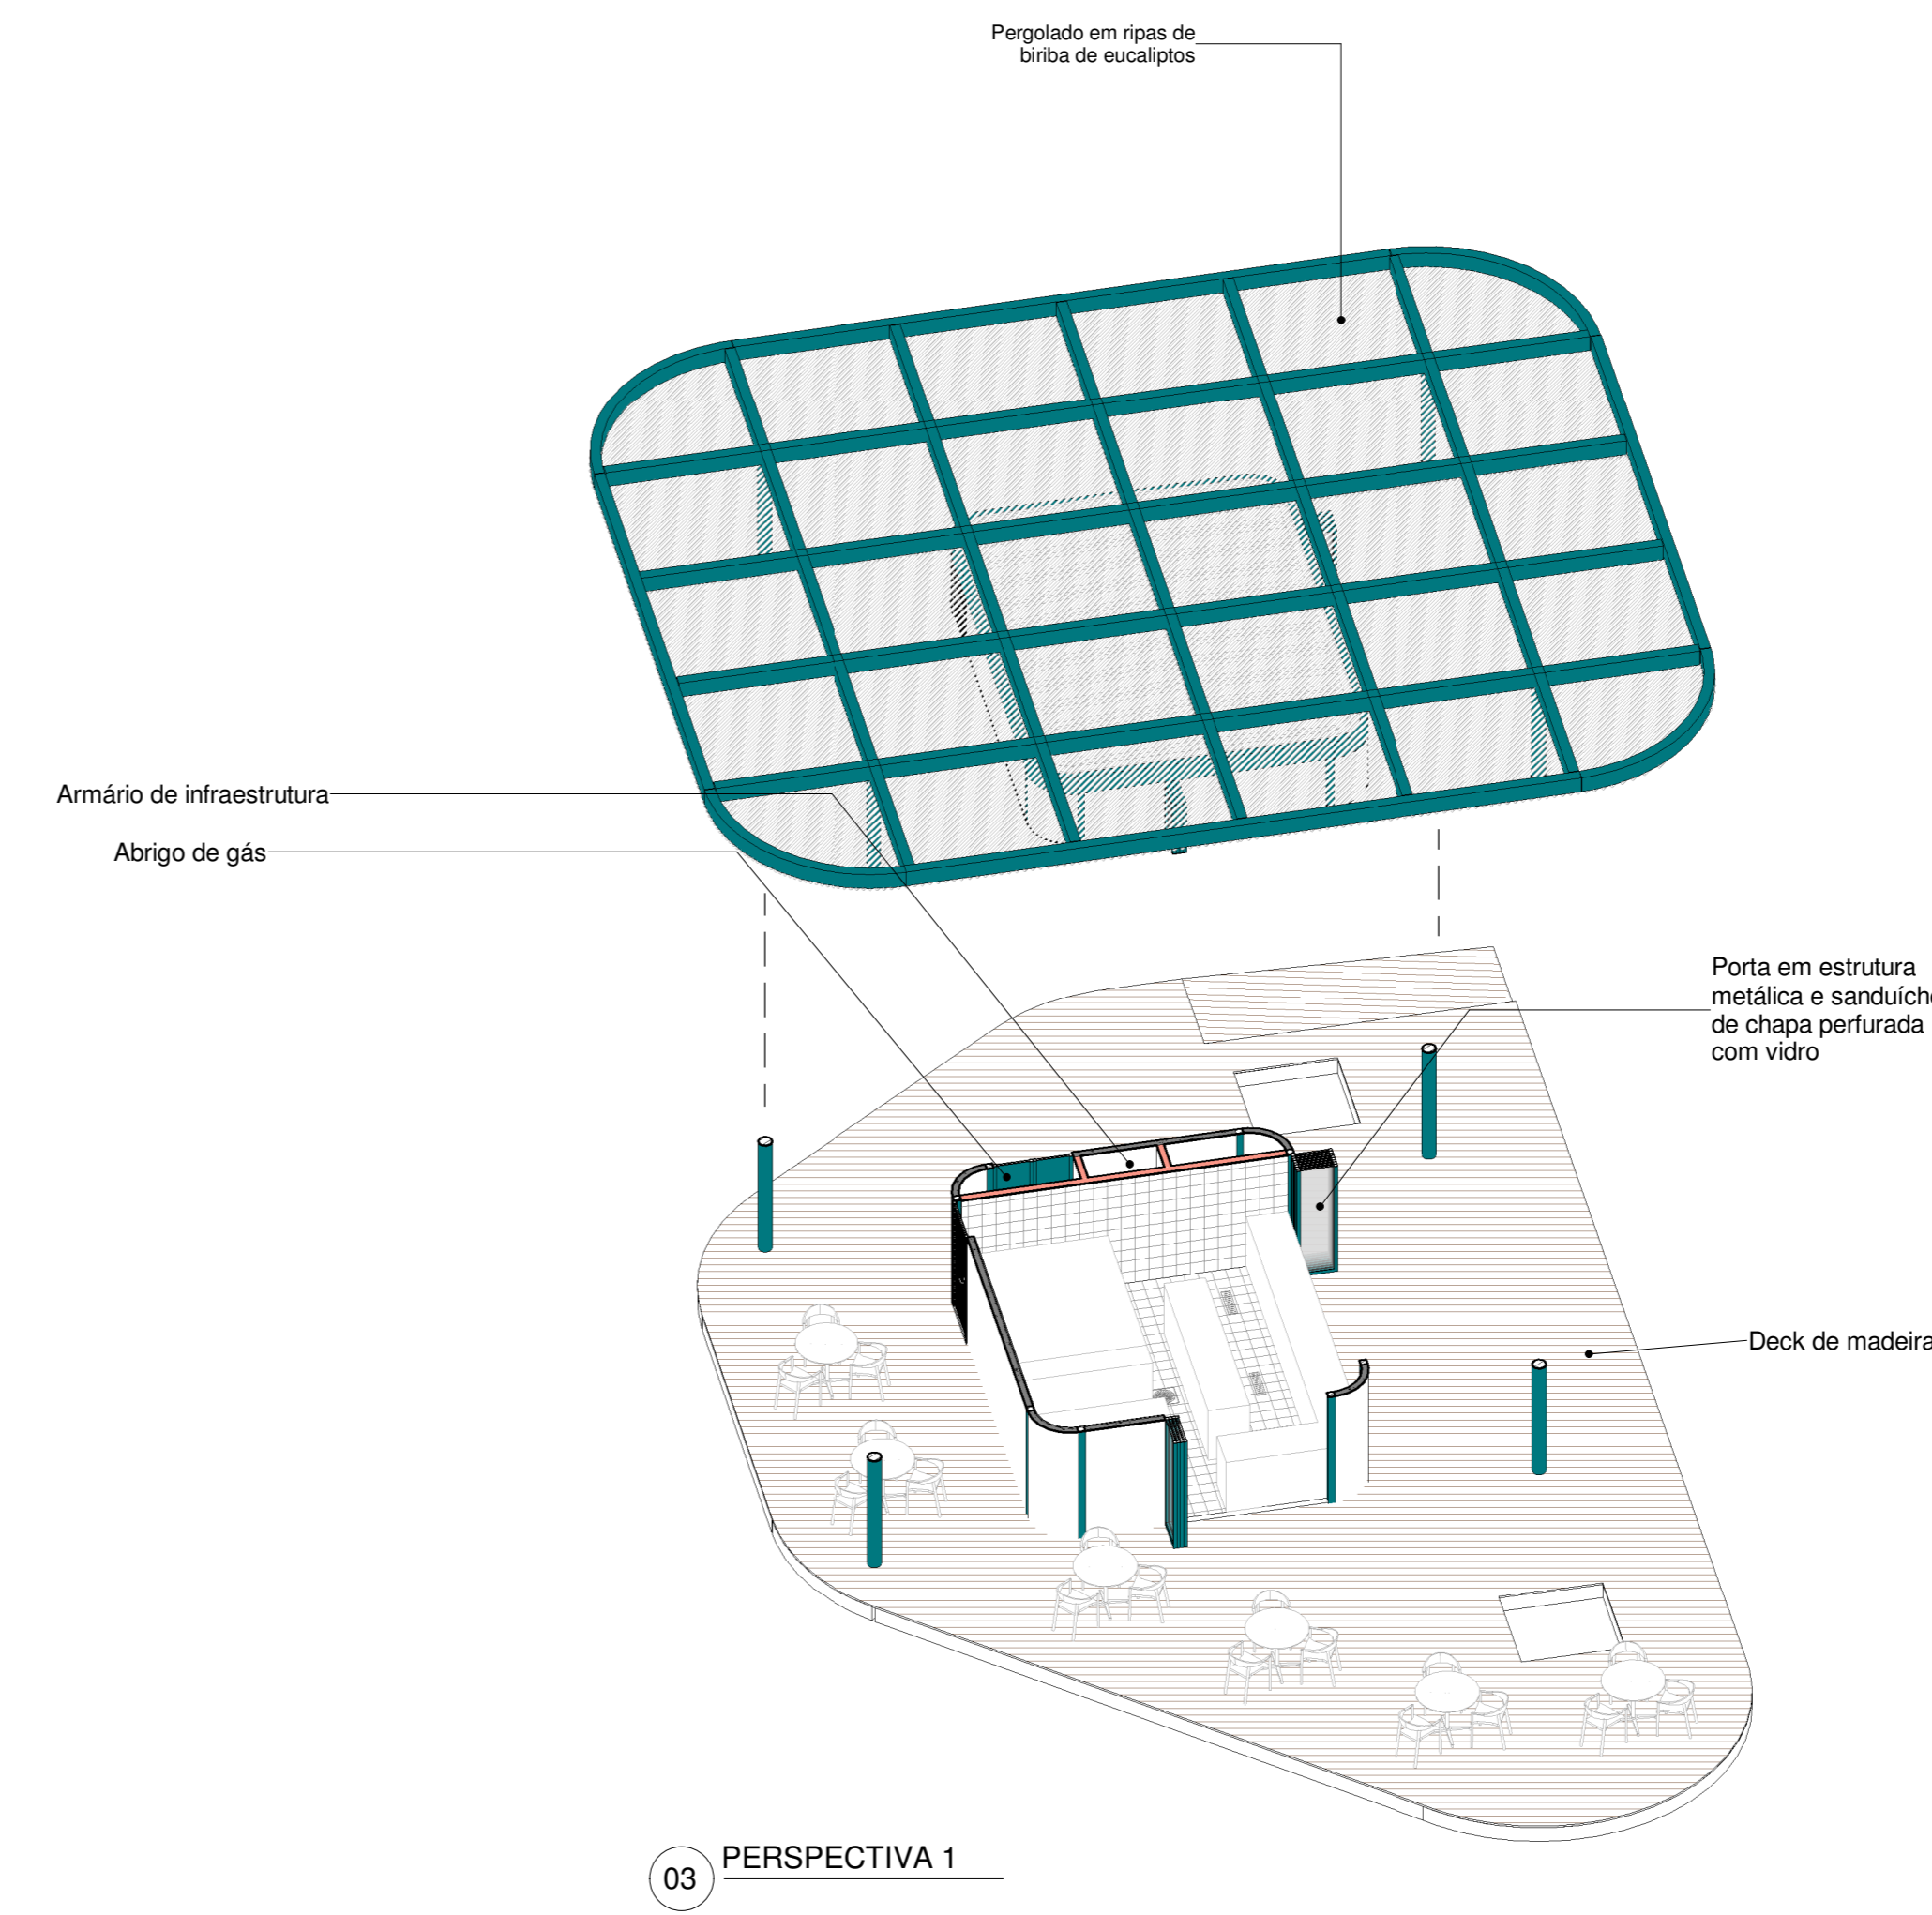 Pergolado em ripas de
biriba de eucaliptos
Armário de infraestrutura
Abrigo de gás
Porta em estrutura
metálica e sanduíche
de chapa perfurada
com vidro
Deck de madeira
03
PERSPECTIVA 1